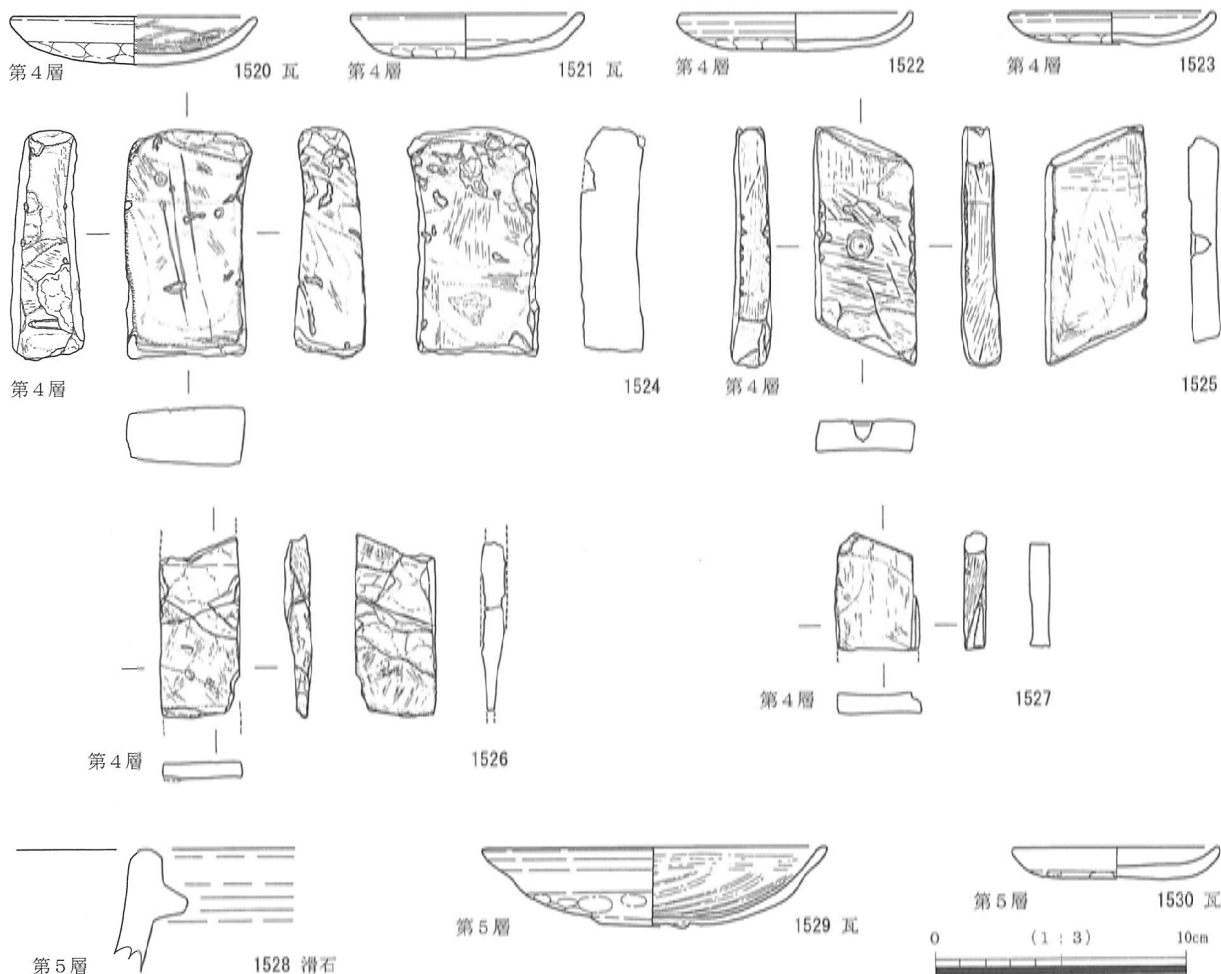 第4層 1520 瓦
第4層 1521 瓦
第4層 1522
第4層 1523
第4層 1524
第4層 1525
第4層 1526
第4層 1527
第5層 1528 滑石
第5層 1529 瓦
第5層 1530 瓦
0 (1:3) 10cm